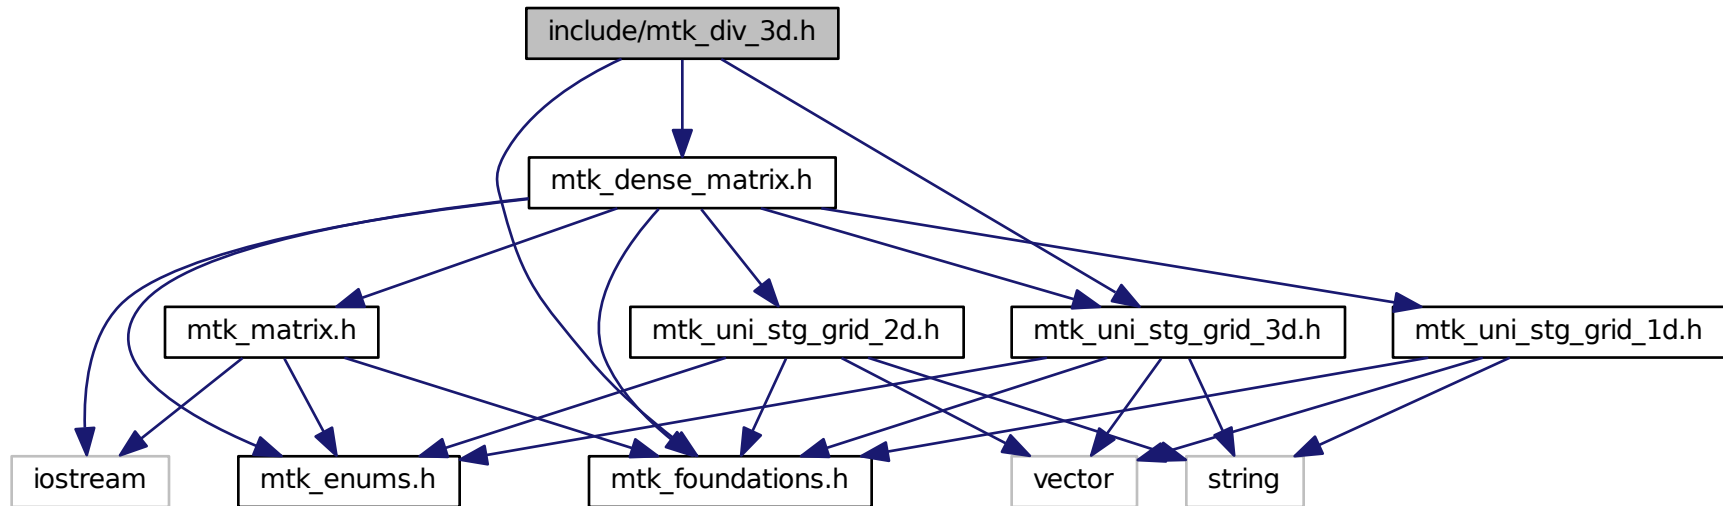 include/mtk_div_3d.h
mtk_dense_matrix.h
mtk_matrix.h
mtk_uni_stg_grid_2d.h
mtk_uni_stg_grid_3d.h
mtk_uni_stg_grid_1d.h
iostream
mtk_enums.h
mtk_foundations.h
vector
string